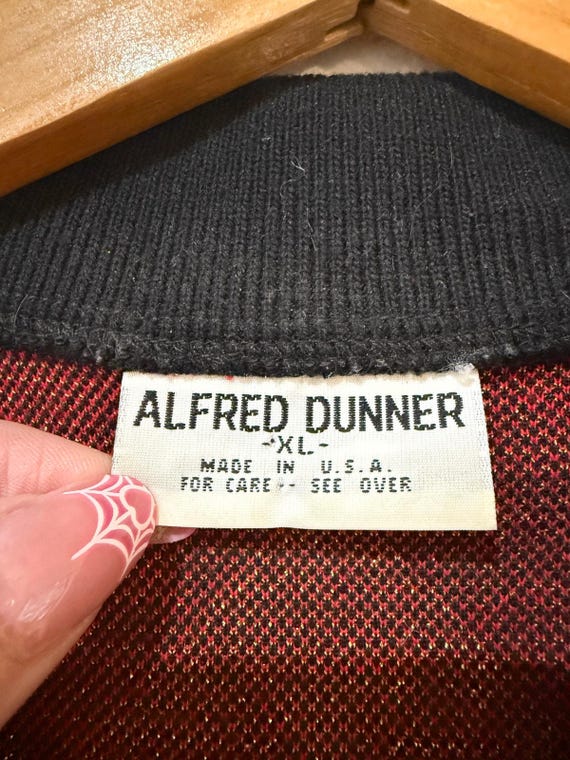 ALFRED DUNNER
-XL-
MADE IN U.S.A.
FOR CARE -- SEE OVER